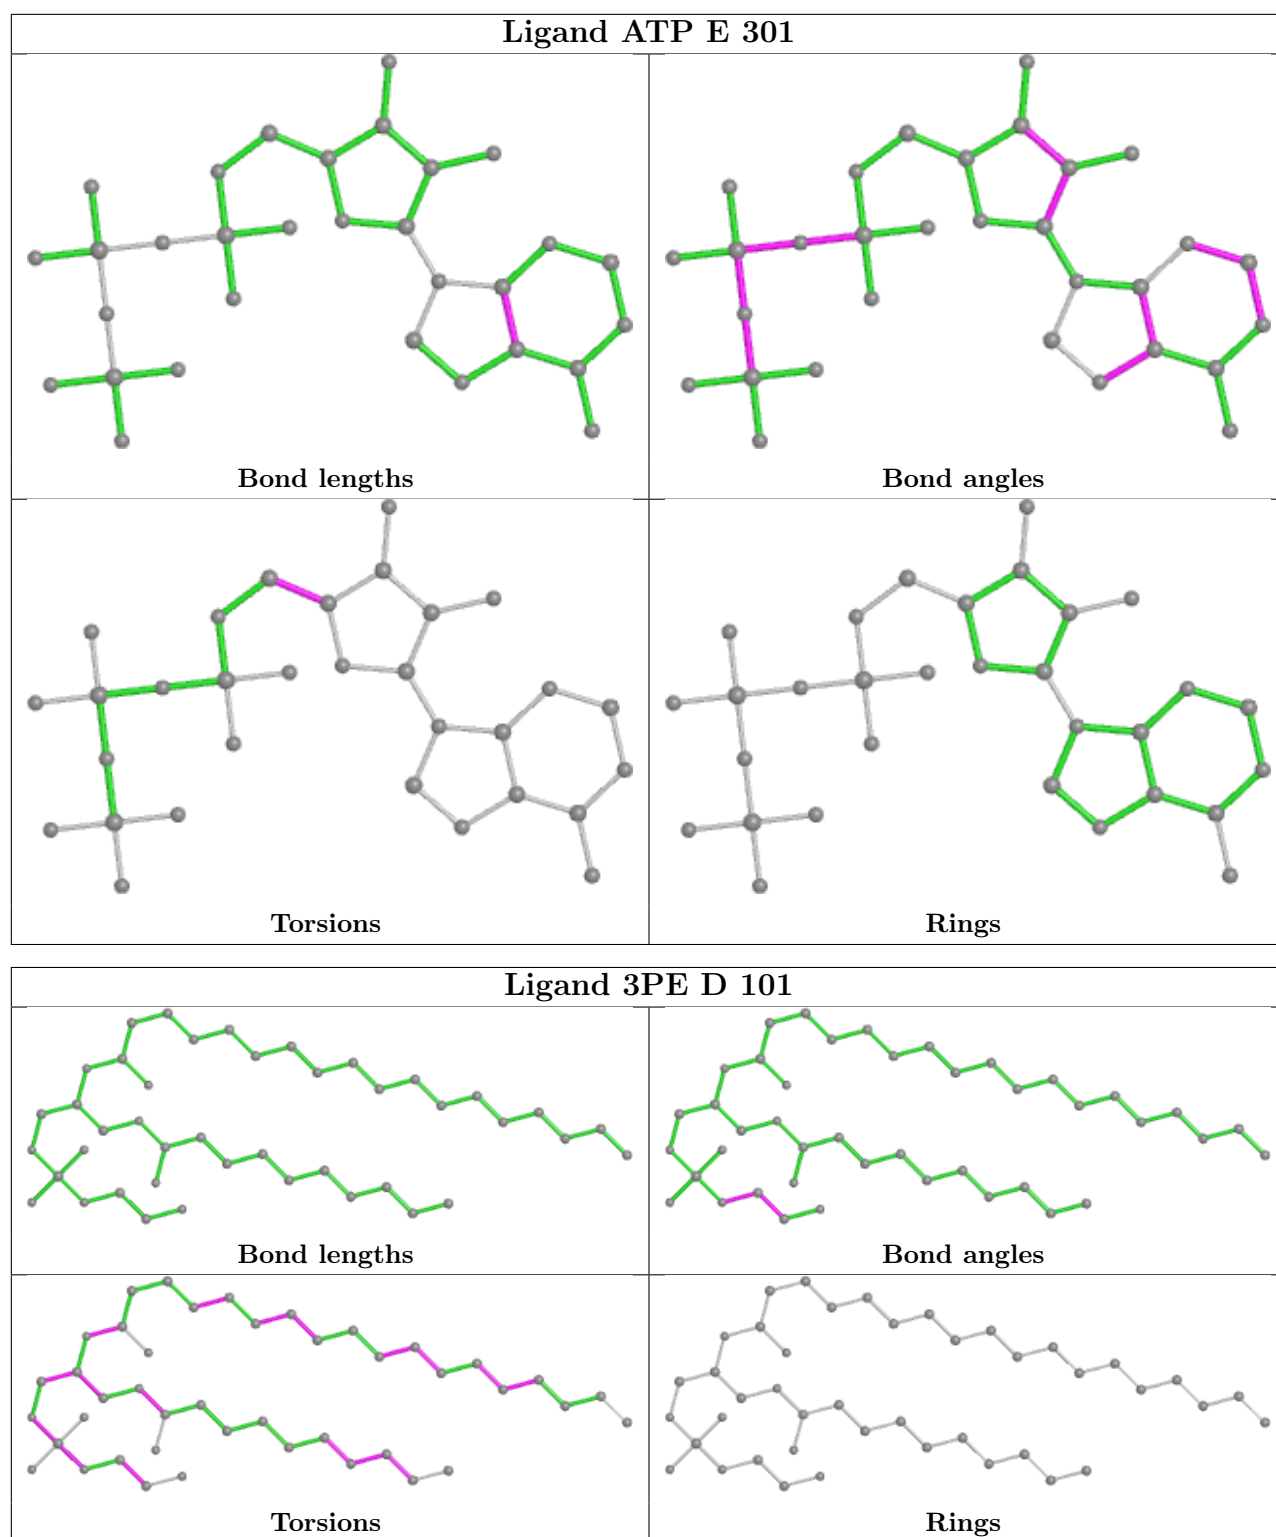 Ligand ATP E 301
Bond lengths
Bond angles
Torsions
Rings
Ligand 3PE D 101
Bond lengths
Bond angles
Torsions
Rings